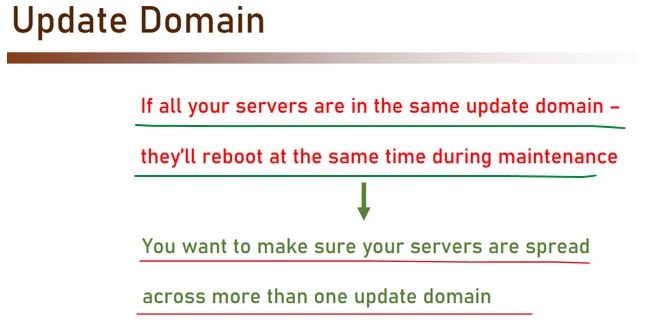 Update Domain
If all your servers are in the same update domain –
they'll reboot at the same time during maintenance
You want to make sure your servers are spread
across more than one update domain